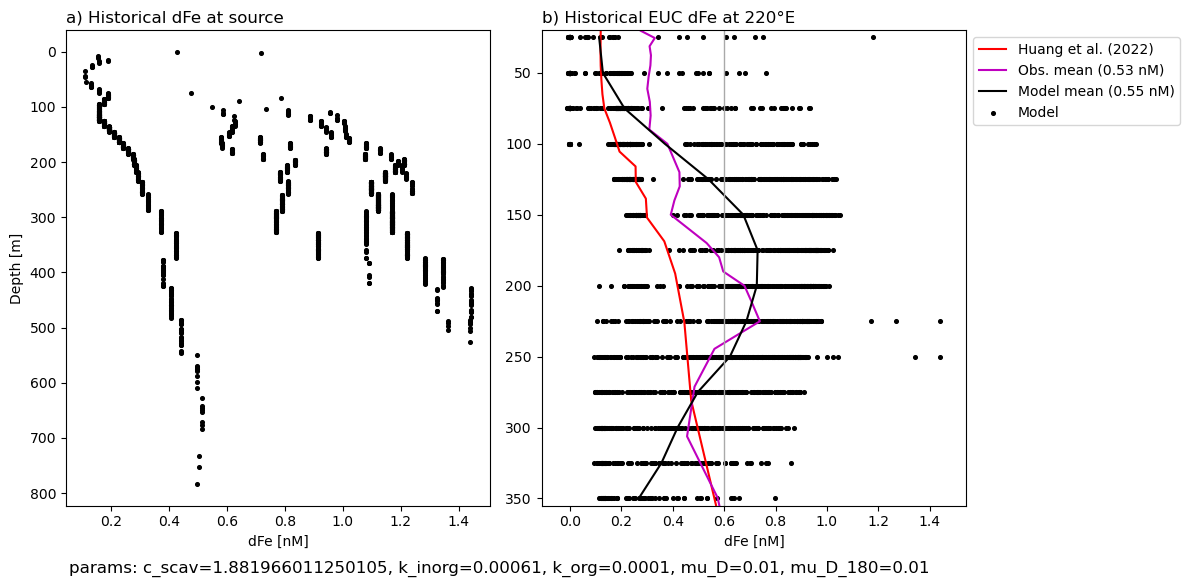 a) Historical dFe at source
0
100
200
300
400
500
600
700
800
Depth [m]
0.2 0.4 0.6 0.8 1.0 1.2 1.4
dFe [nM]
b) Historical EUC dFe at 220°E
50
100
150
200
250
300
350
0.0 0.2 0.4 0.6 0.8 1.0 1.2 1.4
dFe [nM]
Huang et al. (2022)
Obs. mean (0.53 nM)
Model mean (0.55 nM)
Model
params: c_scav=1.881966011250105, k_inorg=0.00061, k_org=0.0001, mu_D=0.01, mu_D_180=0.01